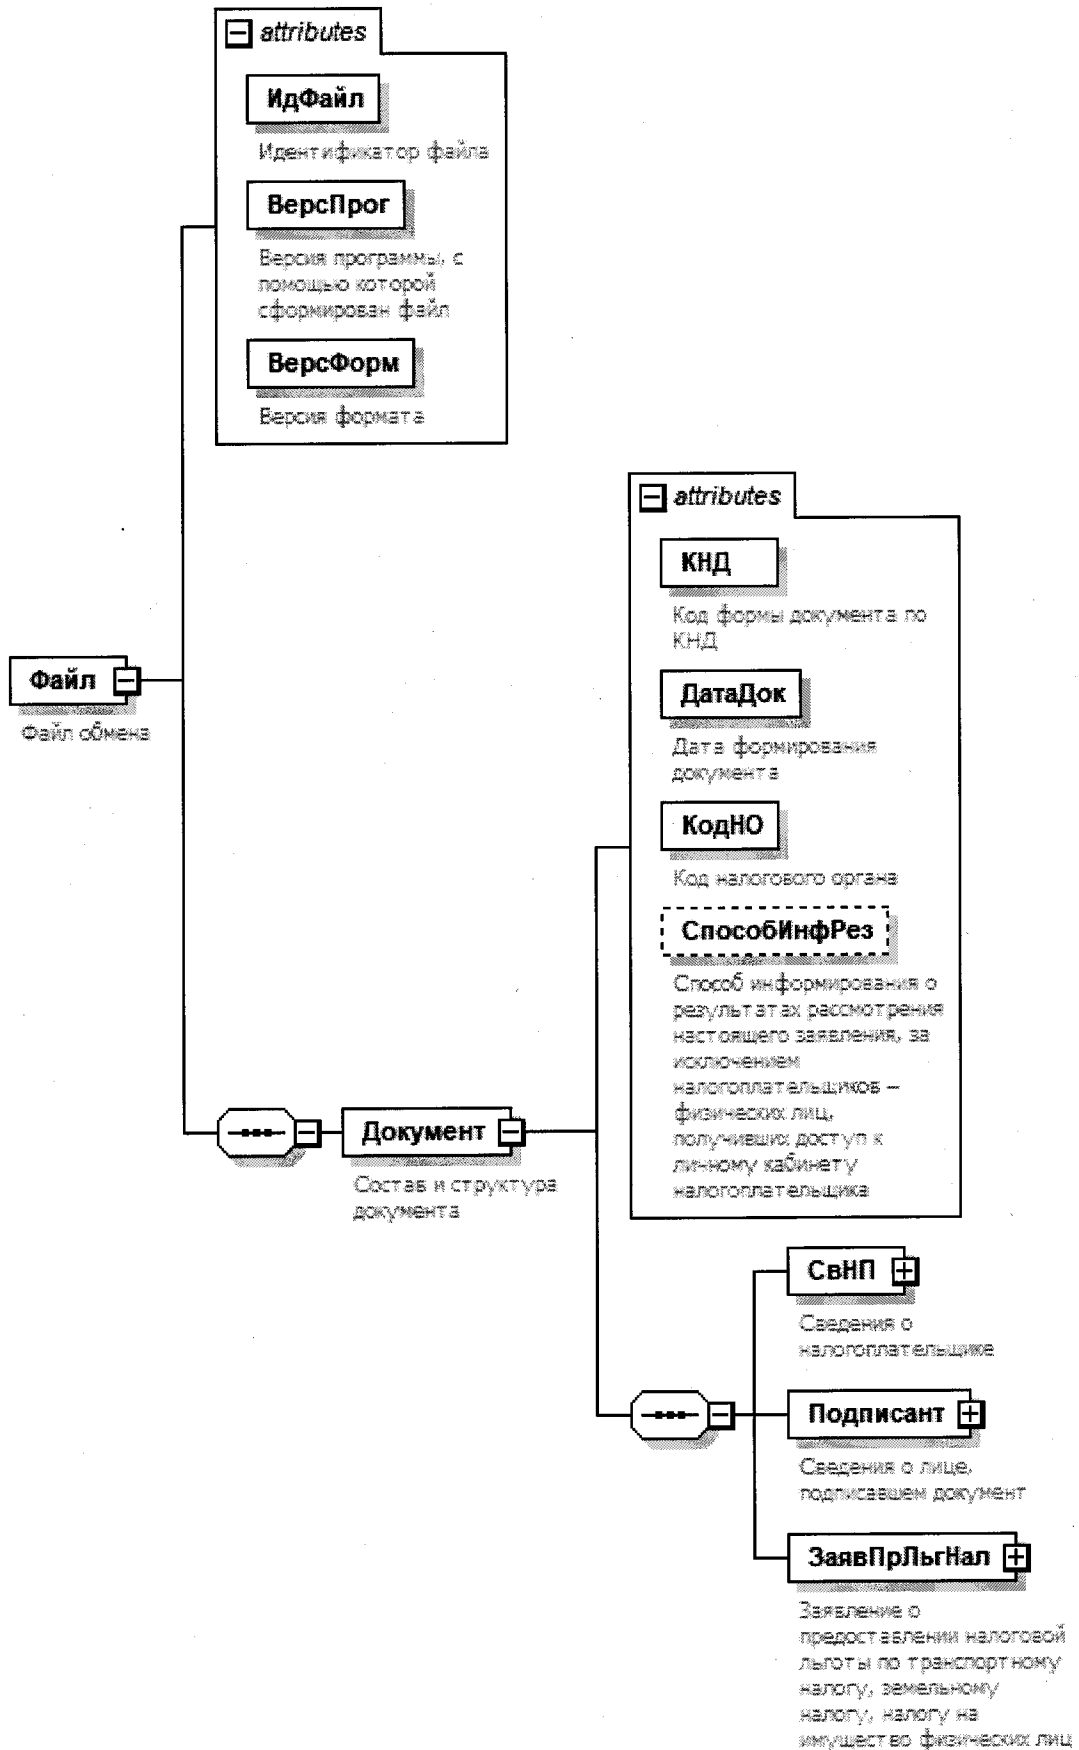 attributes
ИдФайл
Идентификатор файла
ВерсПрог
Версия программы, с
помощью которой
сформирован файл
ВерсФорм
Версия формата
Файл
Файл обмена
attributes
КНД
Код формы документа по
КНД
ДатаДок
Дата формирования
документа
КодНО
Код налогового органа
СпособИнфРез
Способ информирования о
результатах рассмотрения
настоящего заявления, за
исключением
налогоплательщиков –
физических лиц,
получивших доступ к
личному кабинету
налогоплательщика
Документ
Состав и структура
документа
СвНП
Сведения о
налогоплательщике
Подписант
Сведения о лице,
подписавшем документ
ЗаявПрЛьгНал
Заявление о
предоставлении налоговой
льготы по транспортному
налогу, земельному
налогу, налогу на
имущество физических лиц